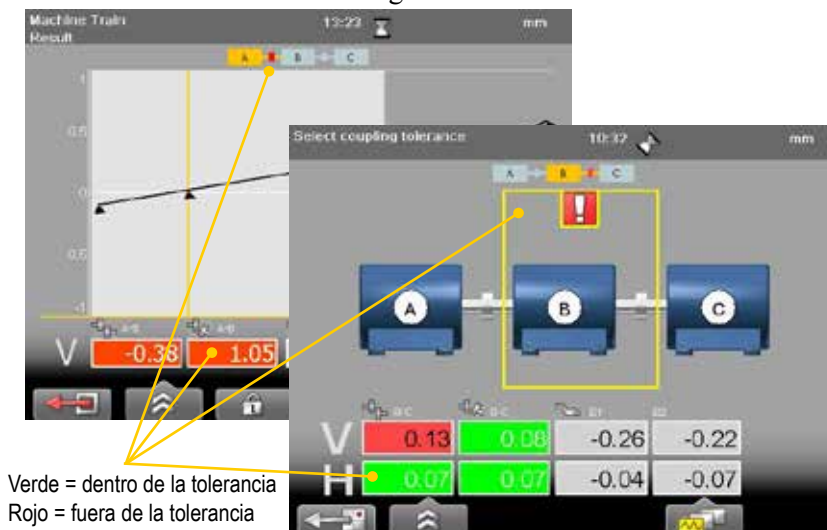 Machine Train
Result
13:23
mm
A B C
1
0.5
0
0.5
-1
A-B A-B
V -0.38 1.05
Select coupling tolerance
10:32
mm
A B C
!
A
B
C
B-C B-C
V 0.13 0.08 -0.26 -0.22
H 0.07 0.07 -0.04 -0.07
Verde = dentro de la tolerancia
Rojo = fuera de la tolerancia